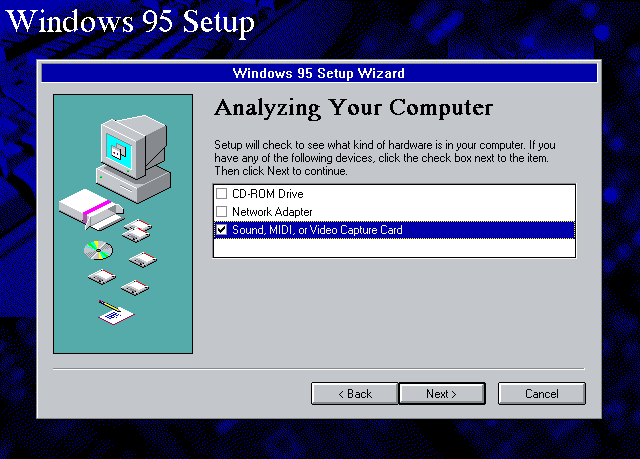 Windows 95 Setup
Windows 95 Setup Wizard
Analyzing Your Computer
Setup will check to see what kind of hardware is in your computer. If you
have any of the following devices, click the check box next to the item.
Then click Next to continue.
CD-ROM Drive
Network Adapter
Sound, MIDI, or Video Capture Card
< Back
Next >
Cancel